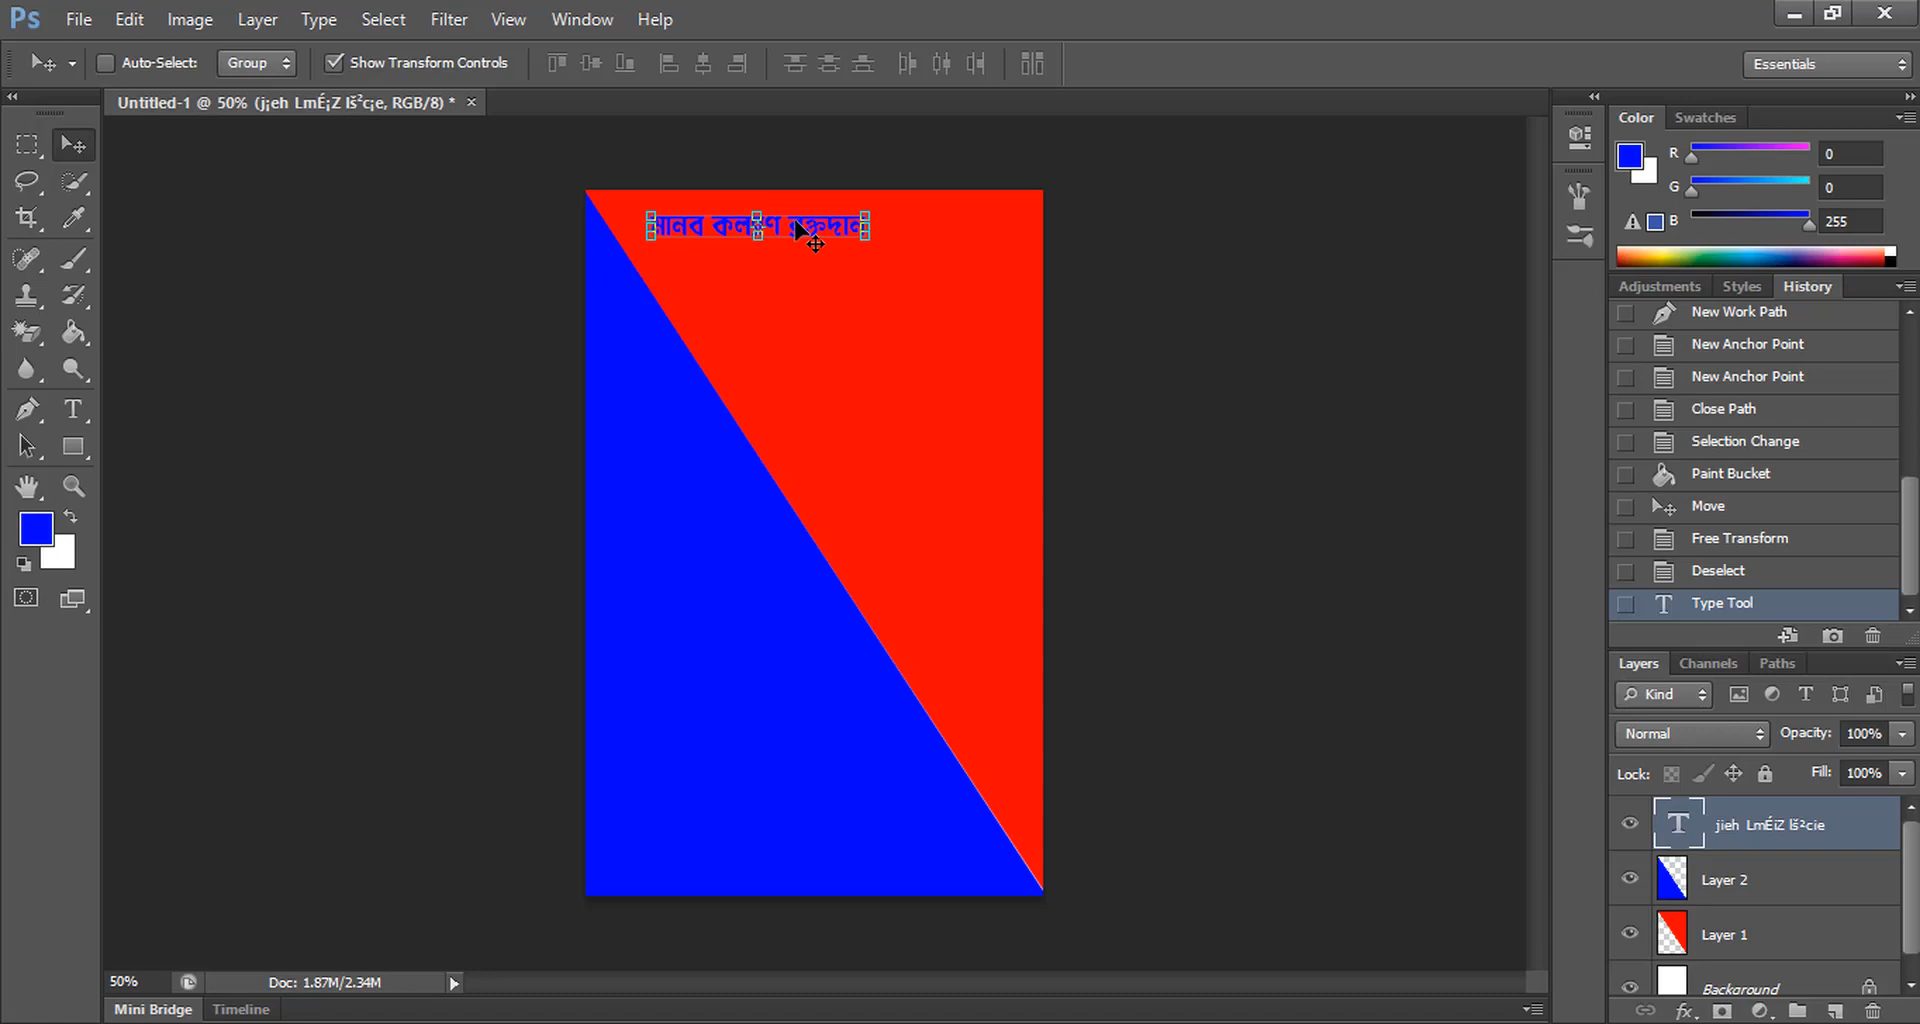 Ps File Edit Image Layer Type Select Filter View Window Help
Auto-Select: Group Show Transform Controls Essentials
Untitled-1 @ 50% (j¡eh LmÉ¡Z lš²c¡e, RGB/8) * ×
Color Swatches
R 0
G 0
B 255
মানব কল্যাণ রক্তদান
Adjustments Styles History
New Work Path
New Anchor Point
New Anchor Point
Close Path
Selection Change
Paint Bucket
Move
Free Transform
Deselect
Type Tool
Layers Channels Paths
Kind
Normal Opacity: 100%
Lock: Fill: 100%
j¡eh LmÉ¡Z lš²c¡e
Layer 2
Layer 1
Background
50% Doc: 1.87M/2.34M
Mini Bridge Timeline